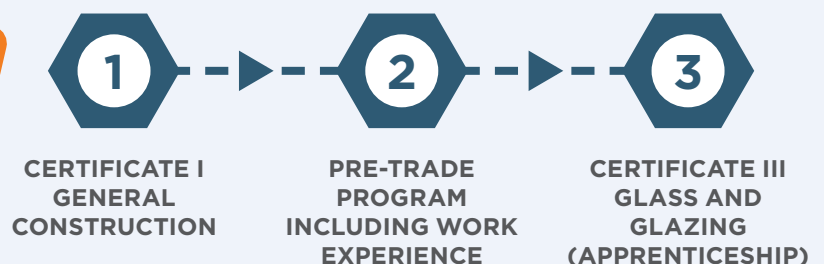 1
2
3
CERTIFICATE I
GENERAL
CONSTRUCTION
PRE-TRADE
PROGRAM
INCLUDING WORK
EXPERIENCE
CERTIFICATE III
GLASS AND
GLAZING
(APPRENTICESHIP)